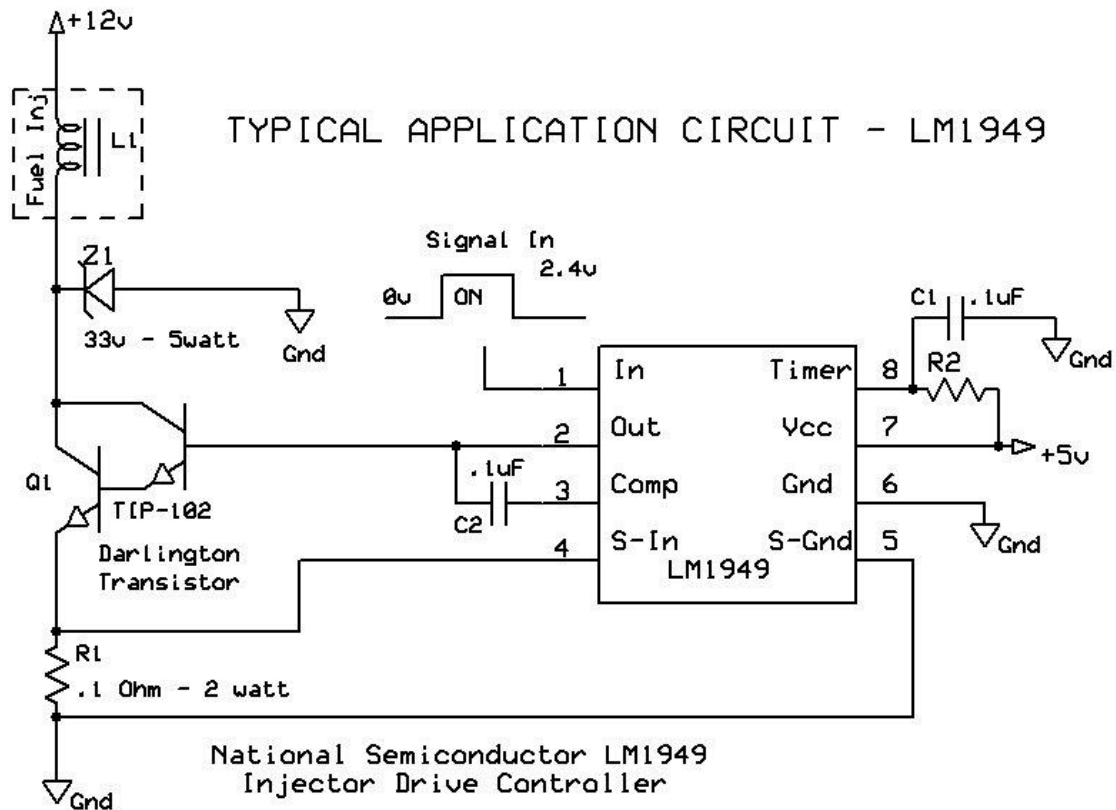 +12v
Fuel Inj
L1
TYPICAL APPLICATION CIRCUIT - LM1949
Z1
33v - 5watt
Gnd
Signal In
2.4v
0v
ON
C1
.1uF
Gnd
R2
1
In
Timer
8
2
Out
Vcc
7
+5v
.1uF
C2
3
Comp
Gnd
6
Gnd
4
S-In
S-Gnd
5
LM1949
Q1
TIP-102
Darlington
Transistor
R1
.1 Ohm - 2 watt
Gnd
National Semiconductor LM1949
Injector Drive Controller